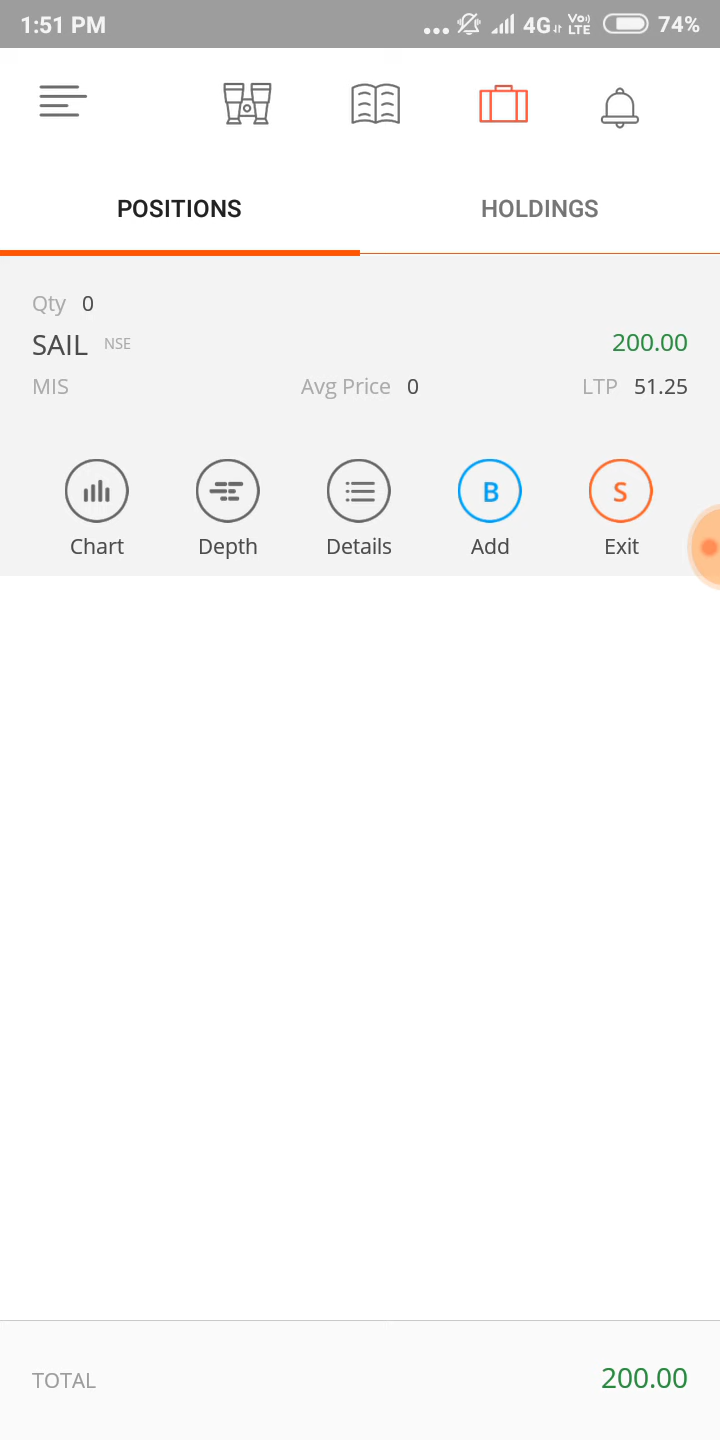 1:51 PM ... 4G VoLTE 74%
POSITIONS HOLDINGS
Qty 0
SAIL NSE 200.00
MIS Avg Price 0 LTP 51.25
B S
Chart Depth Details Add Exit
TOTAL 200.00